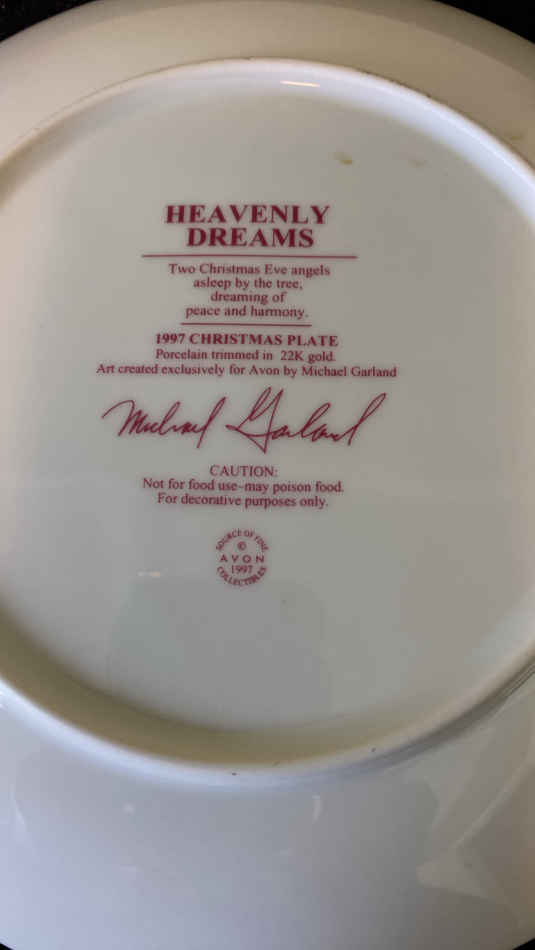 HEAVENLY
DREAMS
Two Christmas Eve angels
asleep by the tree,
dreaming of
peace and harmony.
1997 CHRISTMAS PLATE
Porcelain trimmed in 22K gold.
Art created exclusively for Avon by Michael Garland
Michael Garland
CAUTION:
Not for food use–may poison food.
For decorative purposes only.
SOURCE OF FINE
©
AVON
1997
COLLECTIBLES